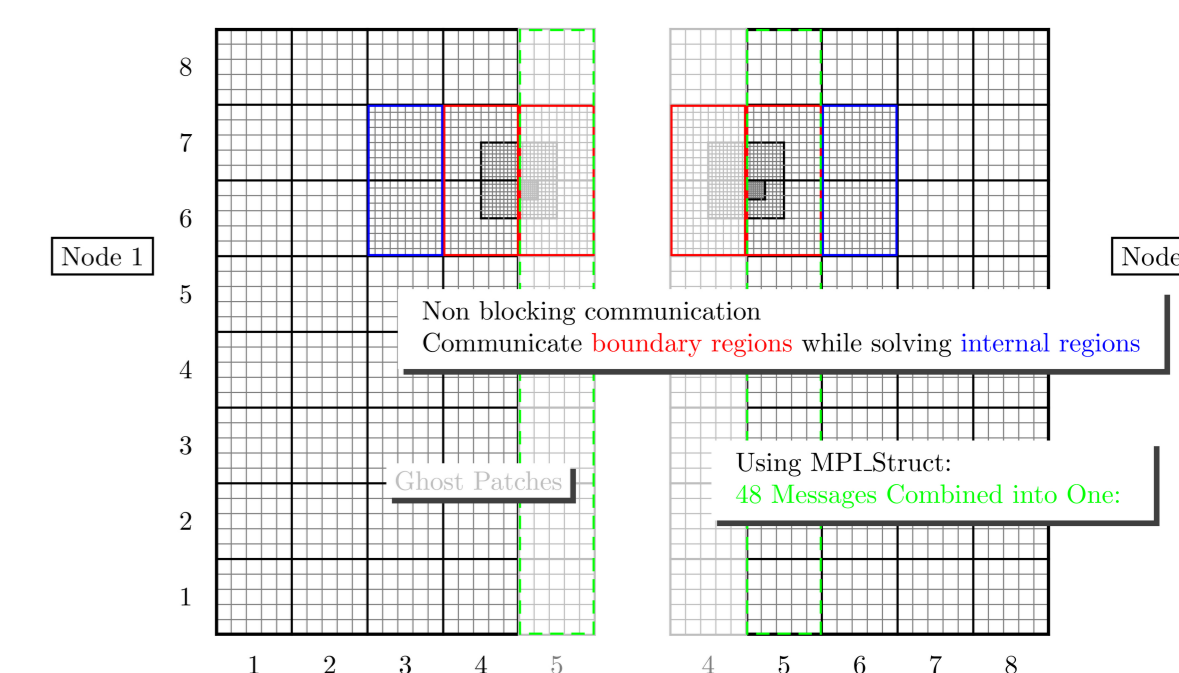 8
7
6
Node 1
Node
5
Non blocking communication
Communicate boundary regions while solving internal regions
4
3
Using MPI_Struct:
Ghost Patches
48 Messages Combined into One:
2
1
1 2 3 4 5 4 5 6 7 8